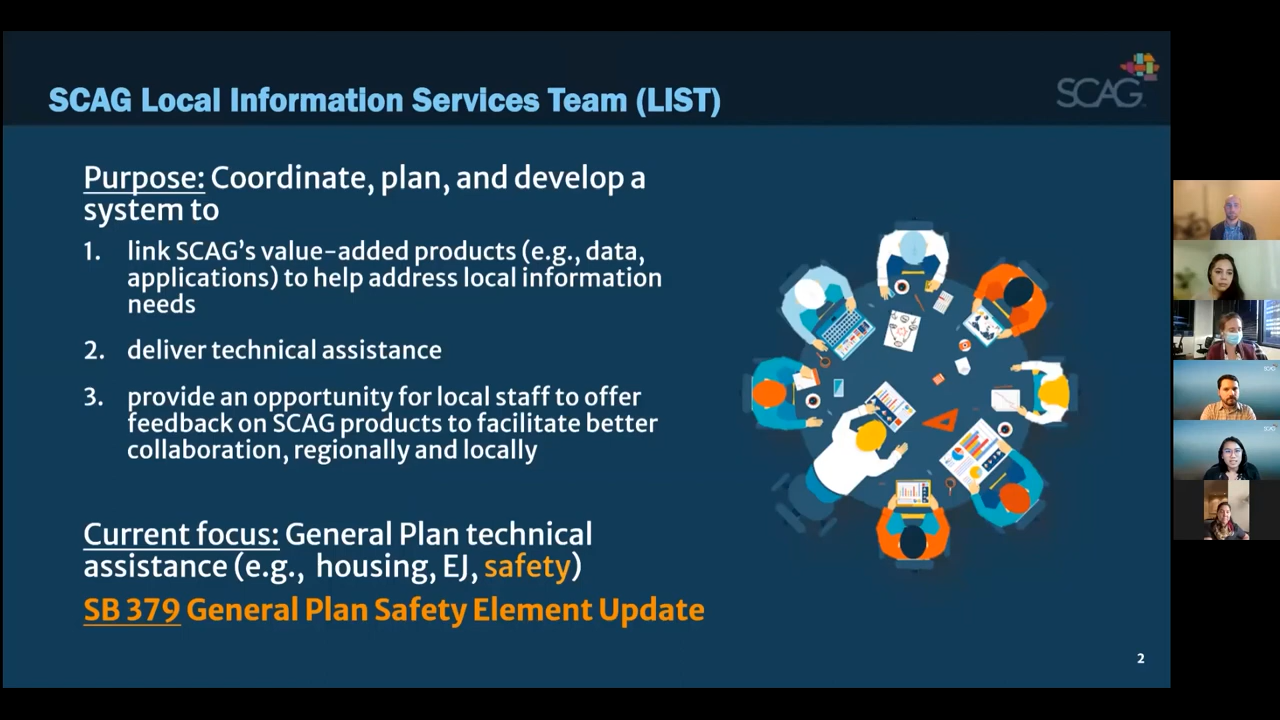 SCAG Local Information Services Team (LIST)
SCAG
Purpose: Coordinate, plan, and develop a
system to
1. link SCAG's value-added products (e.g., data,
applications) to help address local information
needs
2. deliver technical assistance
3. provide an opportunity for local staff to offer
feedback on SCAG products to facilitate better
collaboration, regionally and locally
Current focus: General Plan technical
assistance (e.g., housing, EJ, safety)
SB 379 General Plan Safety Element Update
2